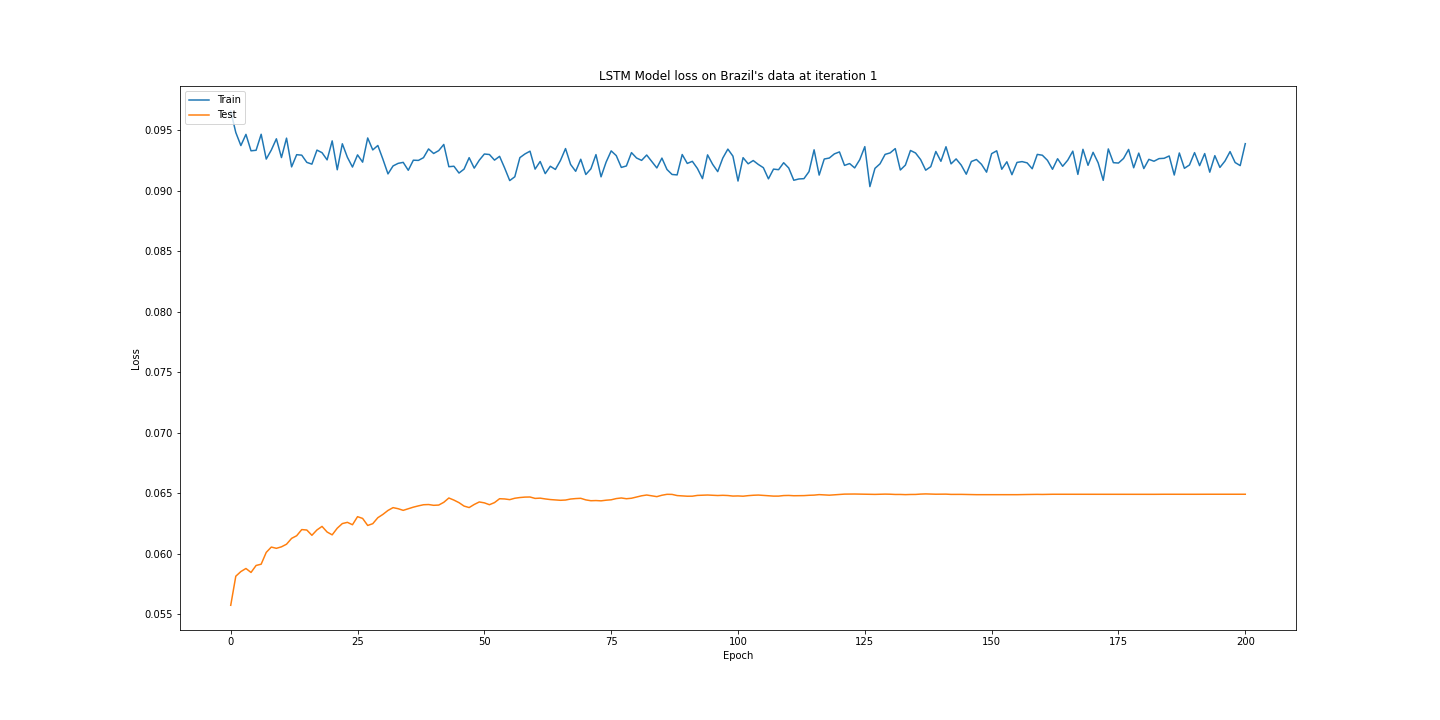 LSTM Model loss on Brazil's data at iteration 1
Train
Test
0.095
0.090
0.085
0.080
0.075
0.070
0.065
0.060
0.055
Loss
0 25 50 75 100 125 150 175 200
Epoch